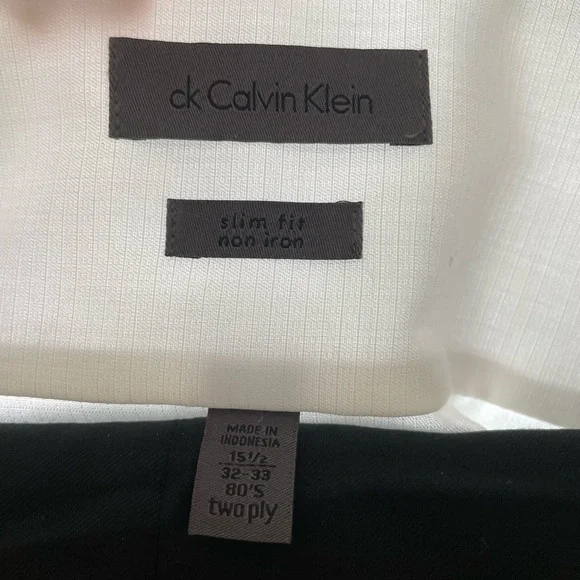 ck Calvin Klein
slim fit
non iron
MADE IN
INDONESIA
15 1/2
32-33
80'S
two ply